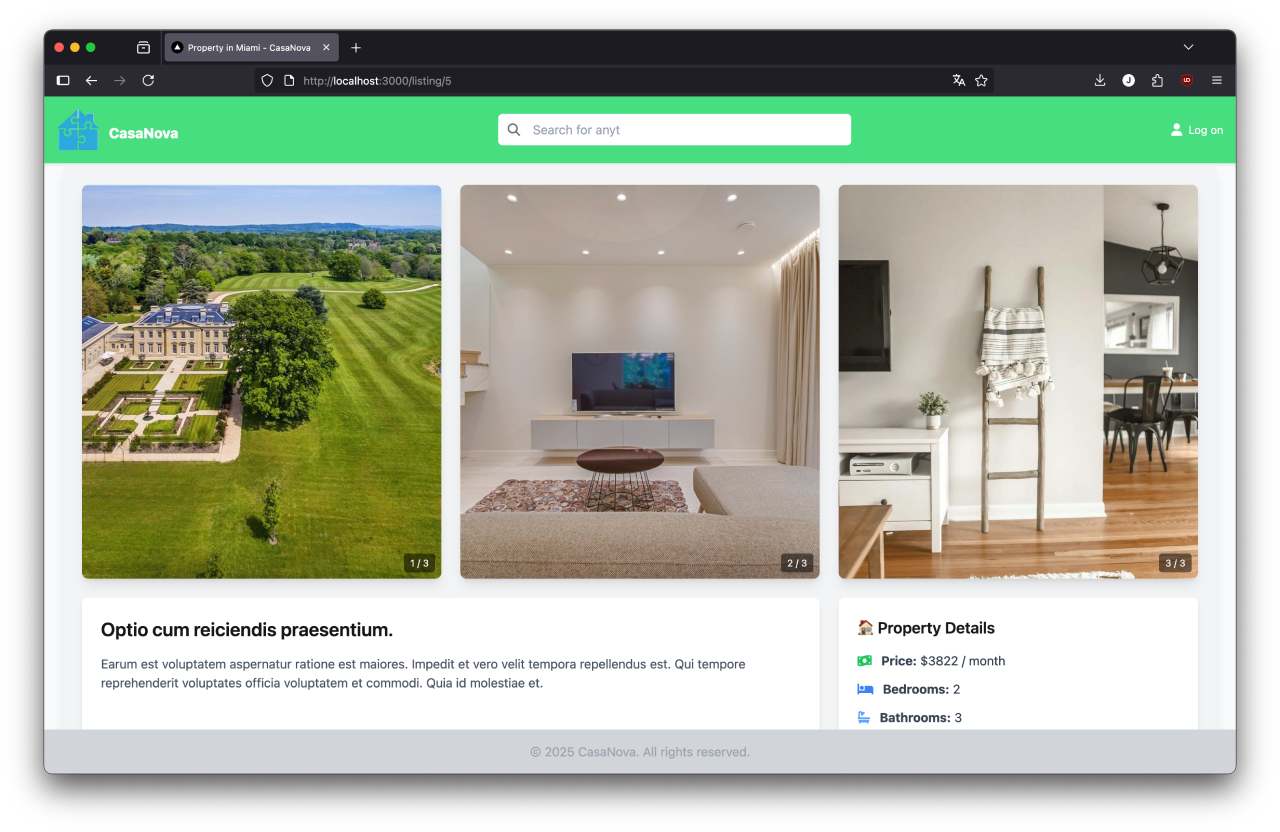 Property in Miami - CasaNova
http://localhost:3000/listing/5
CasaNova
Search for anyt
Log on
1 / 3
2 / 3
3 / 3
Optio cum reiciendis praesentium.
Earum est voluptatem aspernatur ratione est maiores. Impedit et vero velit tempora repellendus est. Qui tempore
reprehenderit voluptates officia voluptatem et commodi. Quia id molestiae et.
🏠 Property Details
Price: $3822 / month
Bedrooms: 2
Bathrooms: 3
© 2025 CasaNova. All rights reserved.